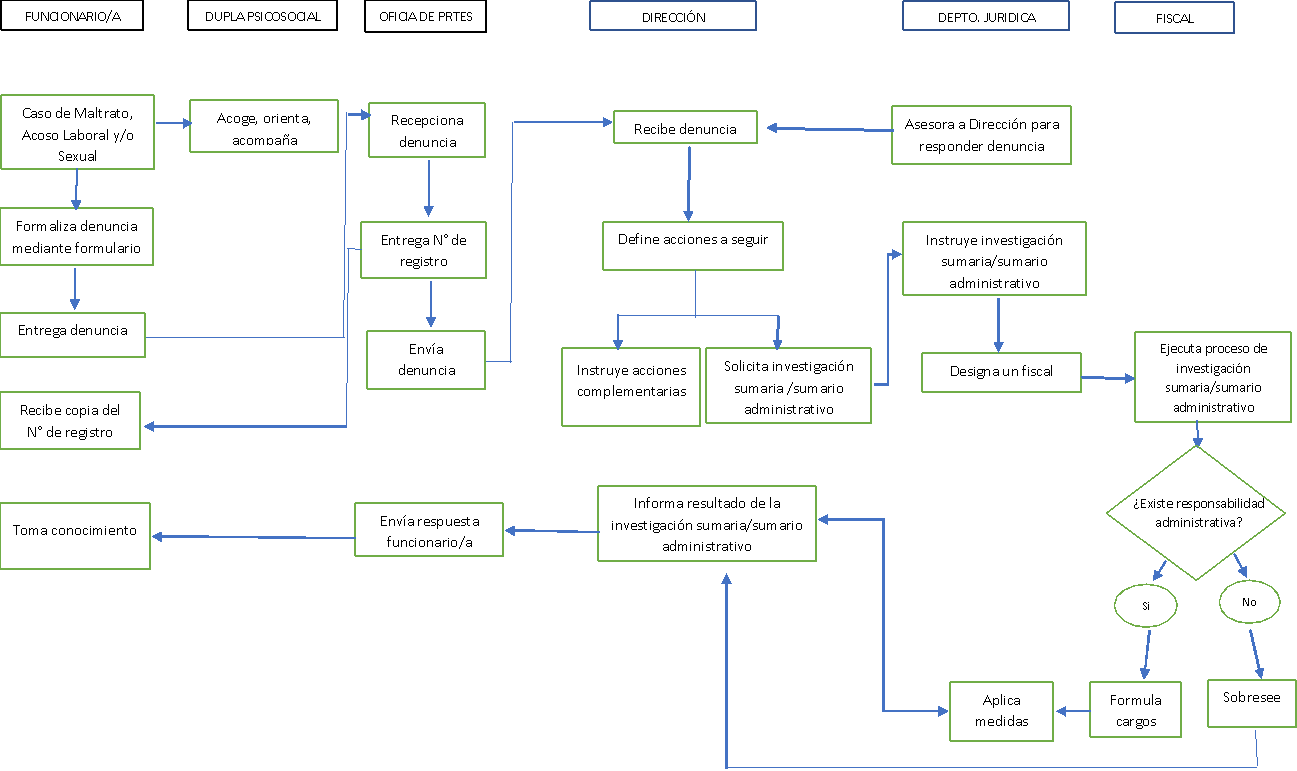 FUNCIONARIO/A
DUPLA PSICOSOCIAL
OFICIA DE PRTES
DIRECCIÓN
DEPTO. JURIDICA
FISCAL
Caso de Maltrato,
Acoso Laboral y/o
Sexual
Acoge, orienta,
acompaña
Recepciona
denuncia
Recibe denuncia
Asesora a Dirección para
responder denuncia
Formaliza denuncia
mediante formulario
Entrega N° de
registro
Define acciones a seguir
Instruye investigación
sumaria/sumario
administrativo
Entrega denuncia
Envía
denuncia
Instruye acciones
complementarias
Solicita investigación
sumaria /sumario
administrativo
Designa un fiscal
Ejecuta proceso de
investigación
sumaria/sumario
administrativo
Recibe copia del
N° de registro
Toma conocimiento
Envía respuesta
funcionario/a
Informa resultado de la
investigación sumaria/sumario
administrativo
¿Existe responsabilidad
administrativa?
Si
No
Aplica
medidas
Formula
cargos
Sobresee